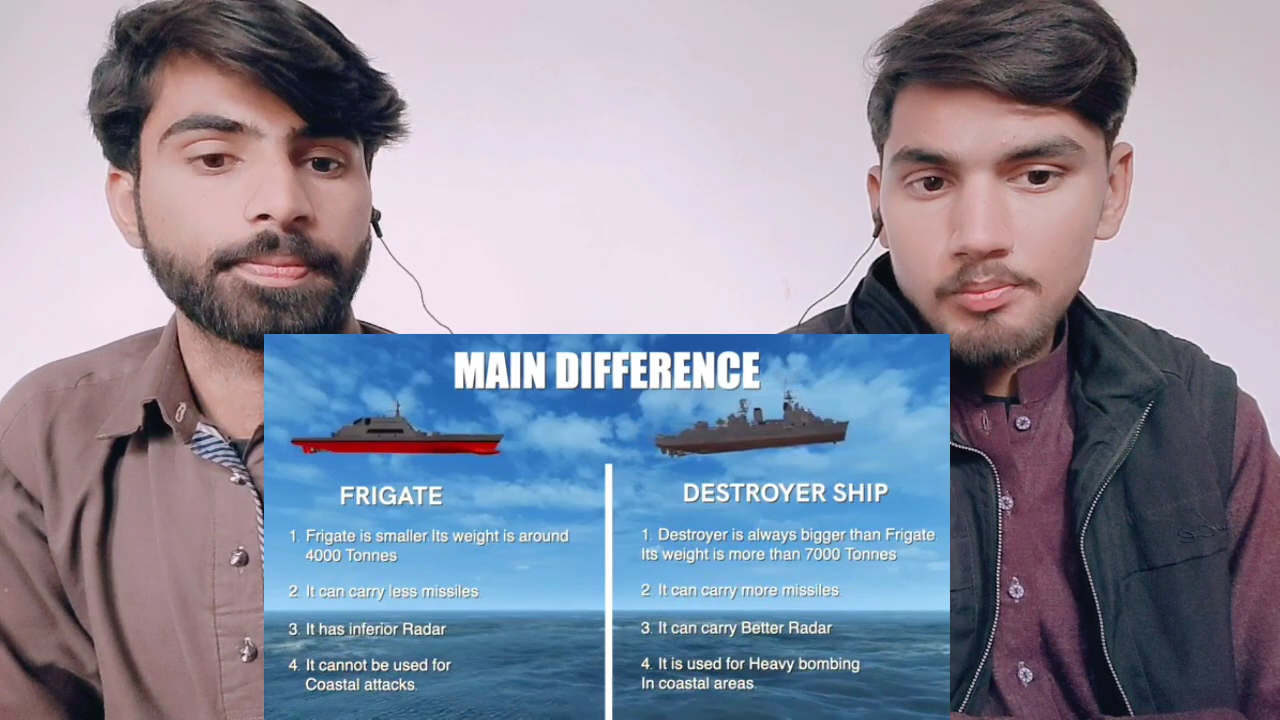 MAIN DIFFERENCE
FRIGATE
1. Frigate is smaller Its weight is around
4000 Tonnes
2. It can carry less missiles
3. It has inferior Radar
4. It cannot be used for
Coastal attacks.
DESTROYER SHIP
1. Destroyer is always bigger than Frigate
Its weight is more than 7000 Tonnes
2. It can carry more missiles
3. It can carry Better Radar
4. It is used for Heavy bombing
In coastal areas.